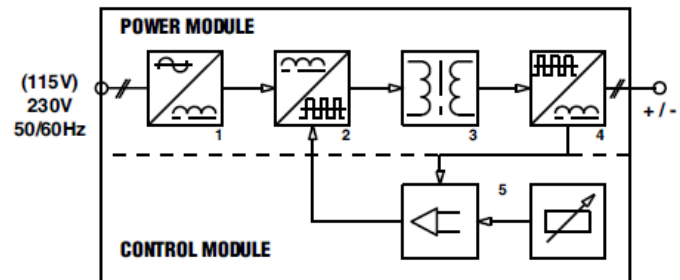 POWER MODULE
(115V)
230V
50/60Hz
1
2
3
4
+ / -
5
CONTROL MODULE